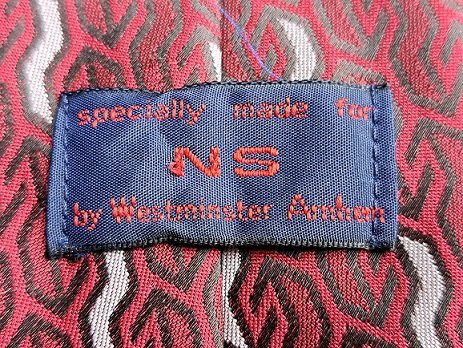 specially made for
NS
by Westminster Arnhem